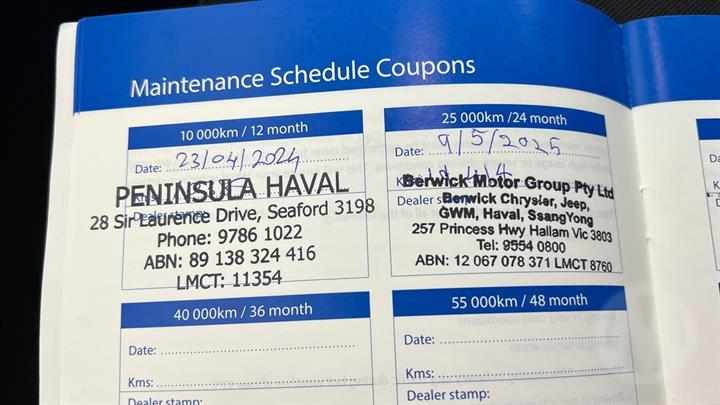 Maintenance Schedule Coupons
10 000km / 12 month
Date: 23/04/2024
Kms:
Dealer stamp:
PENINSULA HAVAL
28 Sir Laurence Drive, Seaford 3198
Phone: 9786 1022
ABN: 89 138 324 416
LMCT: 11354
25 000km /24 month
Date: 9/5/2025
Dealer stamp:
Berwick Motor Group Pty Ltd
Berwick Chrysler, Jeep,
GWM, Haval, SsangYong
257 Princess Hwy Hallam Vic 3803
Tel: 9554 0800
ABN: 12 067 078 371 LMCT 8760
40 000km / 36 month
Date:
Kms:
Dealer stamp:
55 000km / 48 month
Date:
Kms:
Dealer stamp: